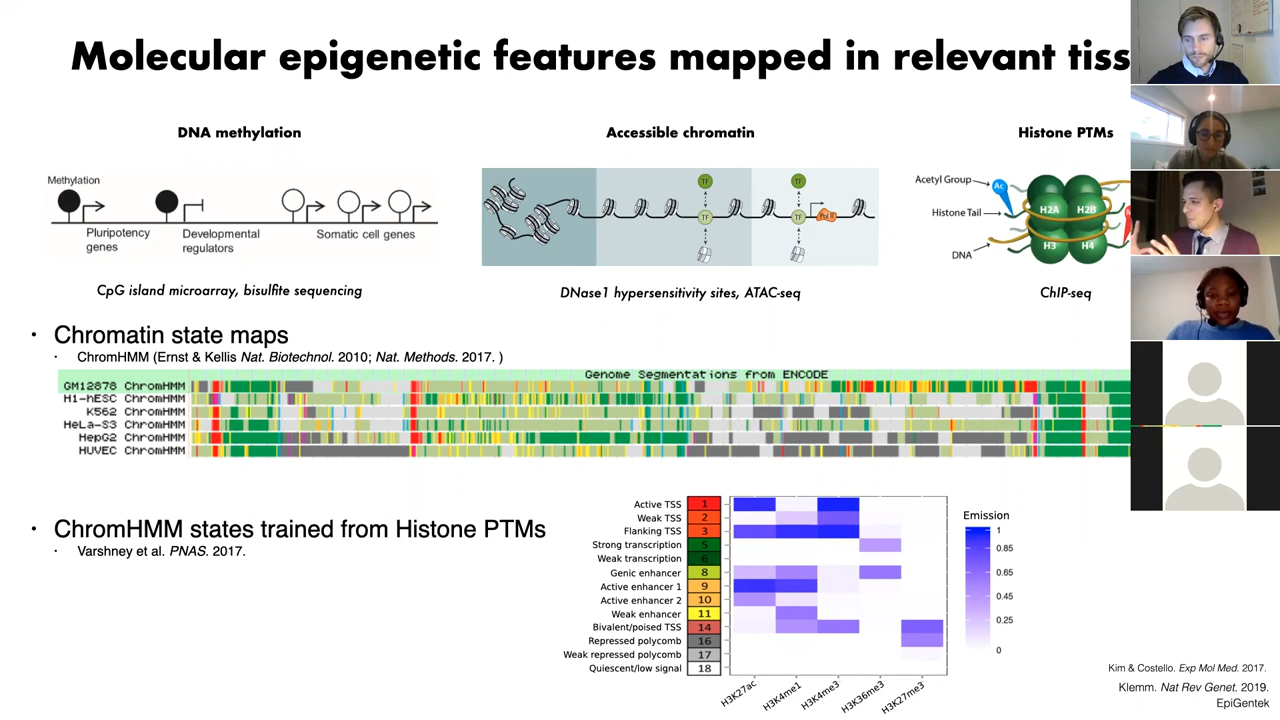 Molecular epigenetic features mapped in relevant tiss
DNA methylation
Accessible chromatin
Histone PTMs
Methylation
Pluripotency
genes
Developmental
regulators
Somatic cell genes
TF
TF
TF
TF
Pol II
Acetyl Group
Ac
Histone Tail
DNA
H2A
H2B
H3
H4
CpG island microarray, bisulfite sequencing
DNase1 hypersensitivity sites, ATAC-seq
ChIP-seq
• Chromatin state maps
• ChromHMM (Ernst & Kellis Nat. Biotechnol. 2010; Nat. Methods. 2017. )
Genome Segmentations from ENCODE
GM12878 ChromHMM
H1-hESC ChromHMM
K562 ChromHMM
HeLa-S3 ChromHMM
HepG2 ChromHMM
HUVEC ChromHMM
• ChromHMM states trained from Histone PTMs
• Varshney et al. PNAS. 2017.
Active TSS 1
Weak TSS 2
Flanking TSS 3
Strong transcription 5
Weak transcription 6
Genic enhancer 8
Active enhancer 1 9
Active enhancer 2 10
Weak enhancer 11
Bivalent/poised TSS 14
Repressed polycomb 16
Weak repressed polycomb 17
Quiescent/low signal 18
H3K27ac
H3K4me1
H3K4me3
H3K36me3
H3K27me3
Emission
1
0.85
0.65
0.45
0.25
0
Kim & Costello. Exp Mol Med. 2017.
Klemm. Nat Rev Genet. 2019.
EpiGentek